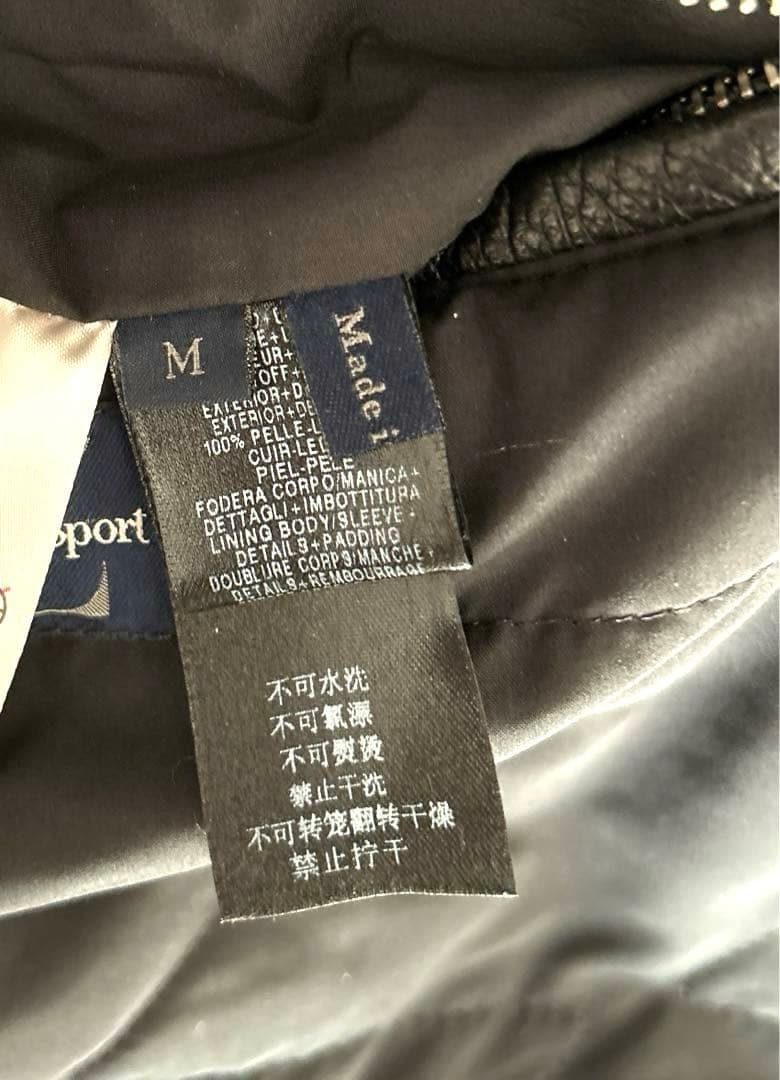 M
Made i
EXTERIOR+D
EXTERIOR+DE
100% PELLE-L
CUIR-LE
PIEL-PELE
FODERA CORPO/MANICA+
DETTAGLI+IMBOTTITURA
LINING BODY/SLEEVE+
DETAILS+PADDING
DOUBLURE CORPS/MANCHE+
DETAILS+REMBOURRAGE
Sport
不可水洗
不可氯漂
不可熨烫
禁止干洗
不可转笼翻转干燥
禁止拧干